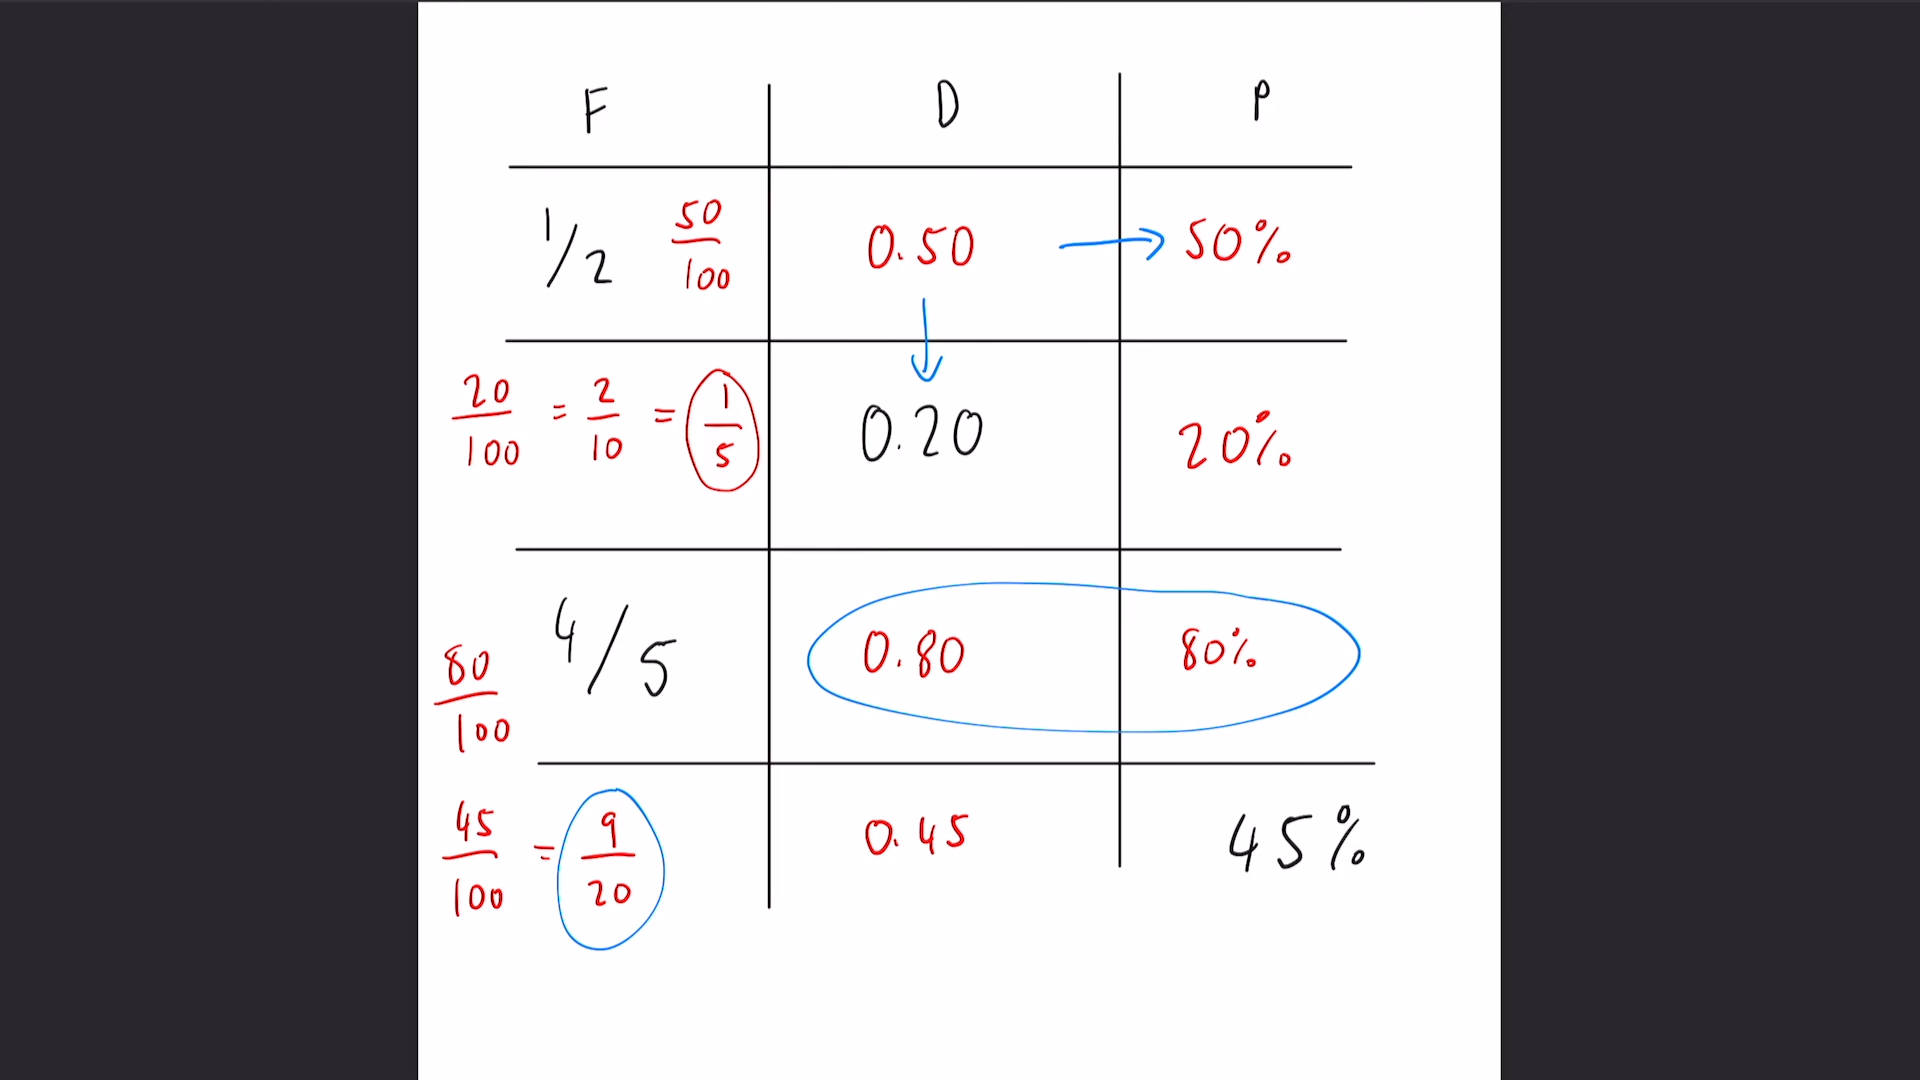 F D P
1/2 50/100 0.50 → 50%
20/100 = 2/10 = 1/5 0.20 20%
4/5 80/100 0.80 80%
45/100 = 9/20 0.45 45%